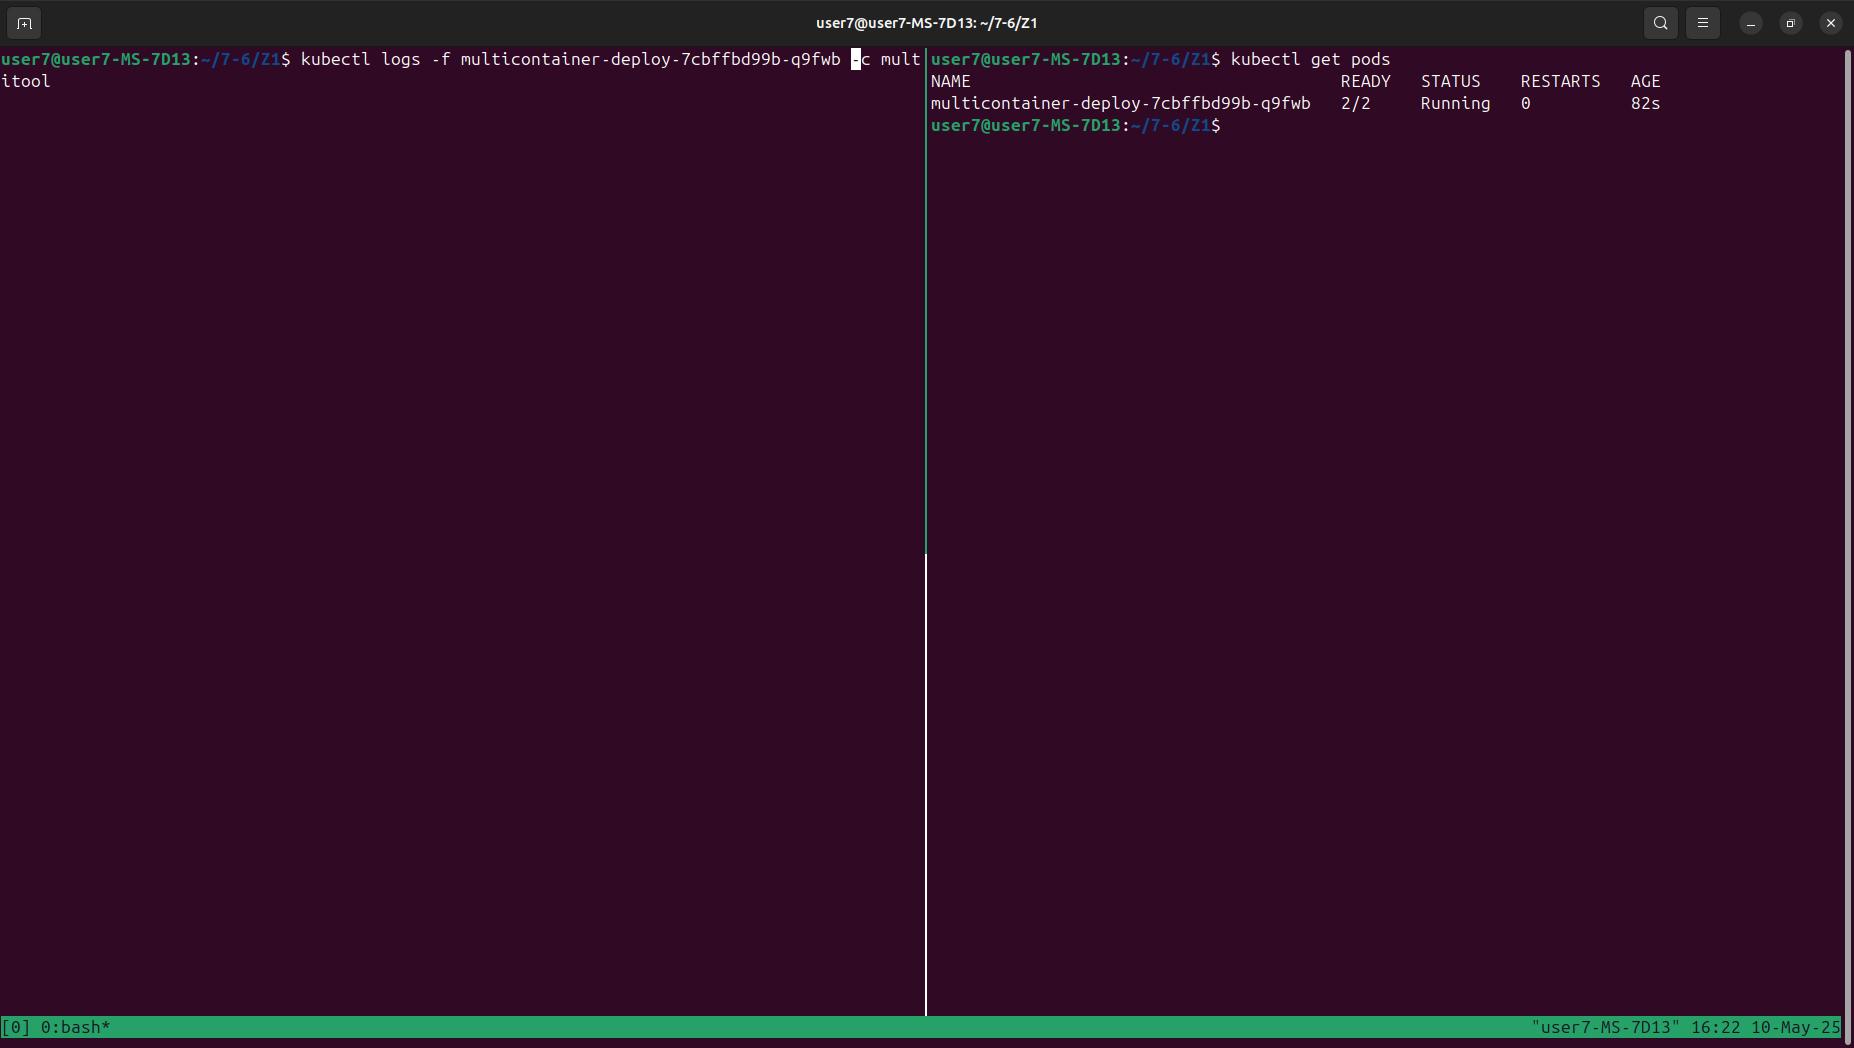 user7@user7-MS-7D13: ~/7-6/Z1
user7@user7-MS-7D13:~/7-6/Z1$ kubectl logs -f multicontainer-deploy-7cbffbd99b-q9fwb -c mult
itool
user7@user7-MS-7D13:~/7-6/Z1$ kubectl get pods
NAME                                     READY   STATUS    RESTARTS   AGE
multicontainer-deploy-7cbffbd99b-q9fwb   2/2     Running   0          82s
user7@user7-MS-7D13:~/7-6/Z1$
[0] 0:bash*
"user7-MS-7D13" 16:22 10-May-25